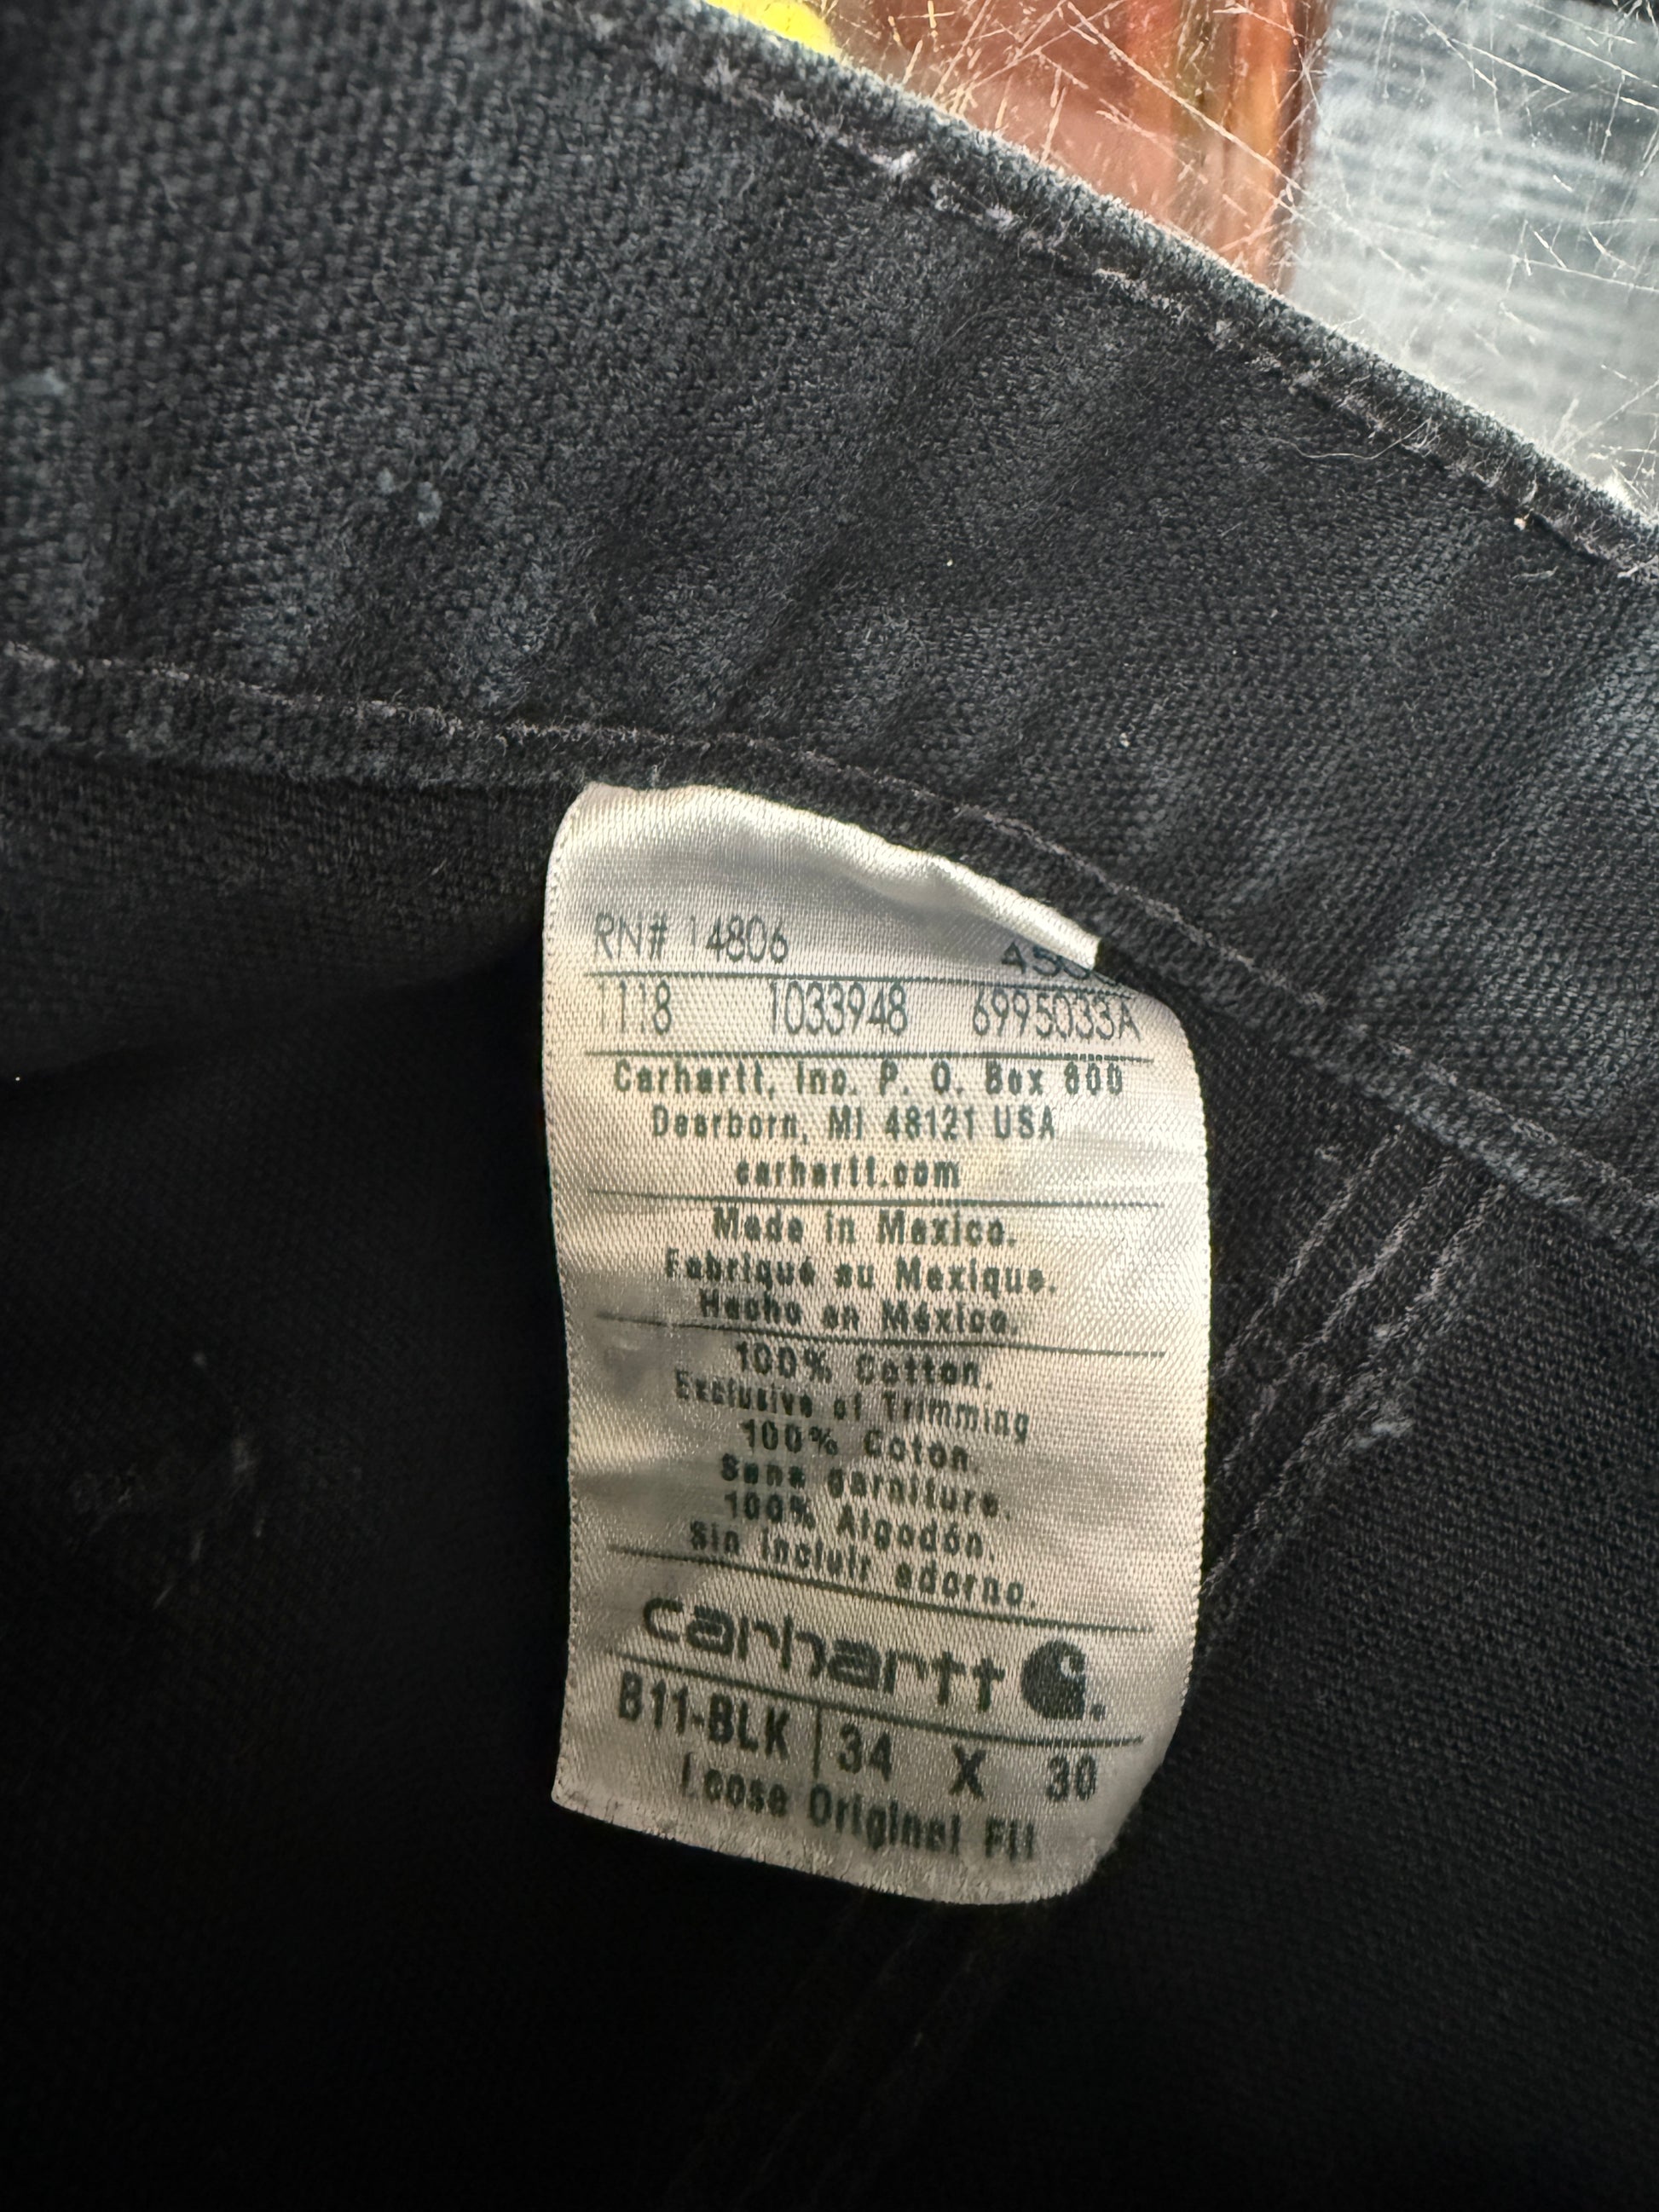 RN# 14806
1118 1033948 6995033A
Carhartt, Inc. P. O. Box 600
Dearborn, MI 48121 USA
carhartt.com
Made in Mexico.
Fabriqué au Mexique.
Hecho en México.
100% Cotton.
Exclusive of Trimming
100% Coton.
Sans garniture.
100% Algodón.
Sin incluir adorno.
carhartt
B11-BLK | 34 X 30
Loose Original Fit